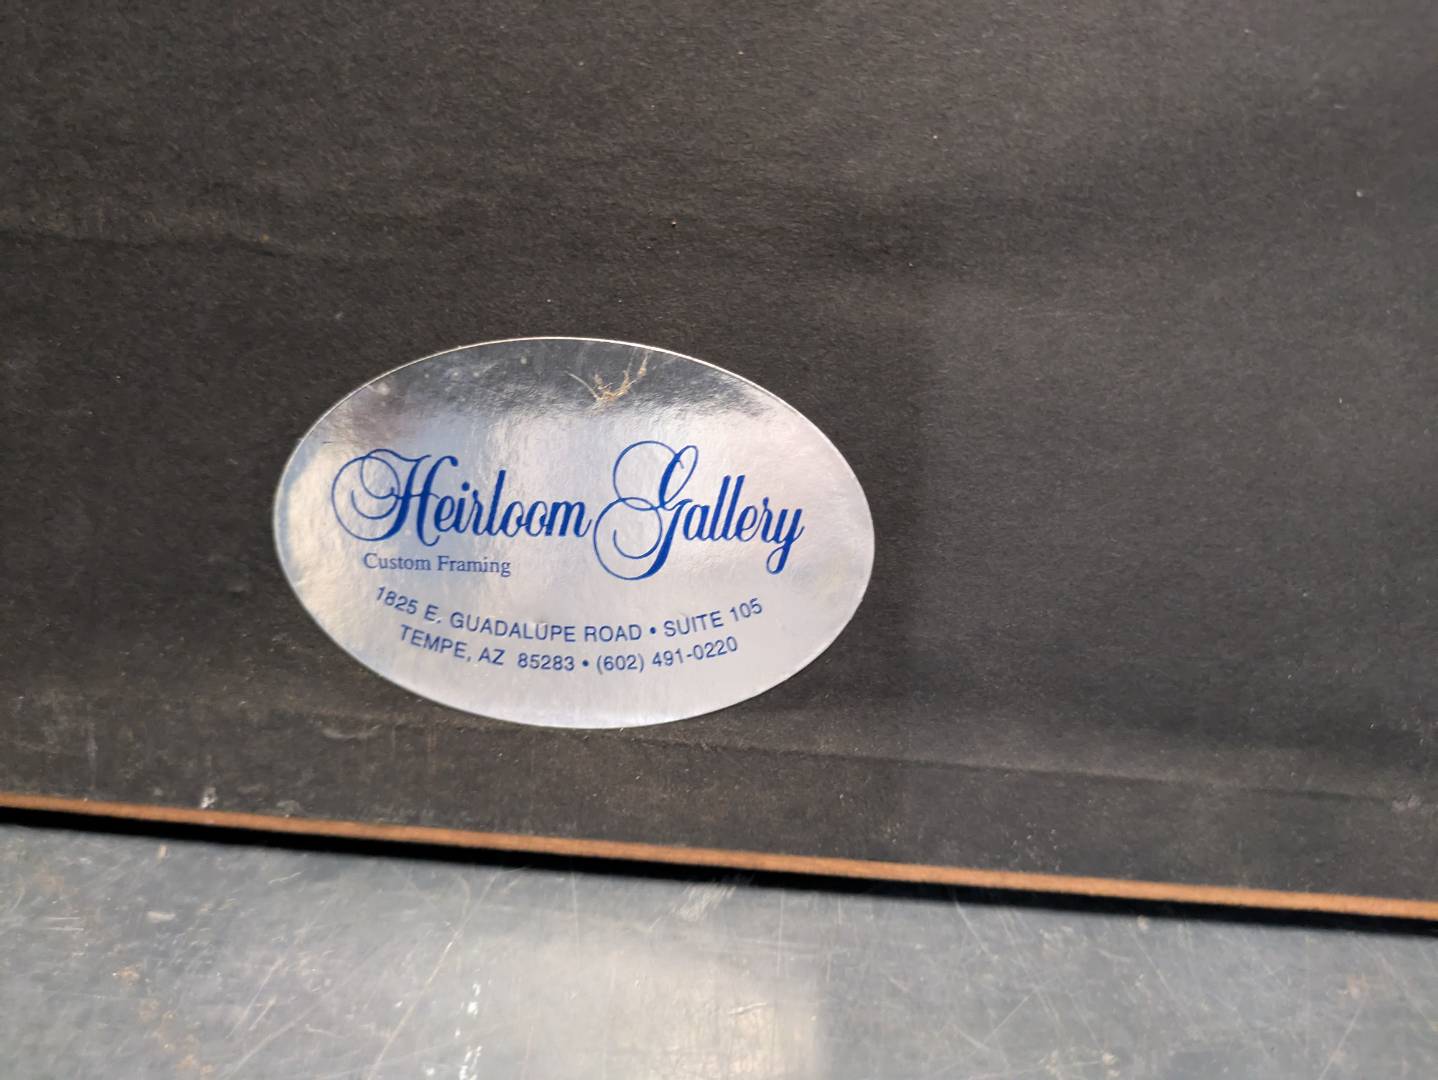 Heirloom Gallery
Custom Framing
1825 E. GUADALUPE ROAD • SUITE 105
TEMPE, AZ 85283 • (602) 491-0220